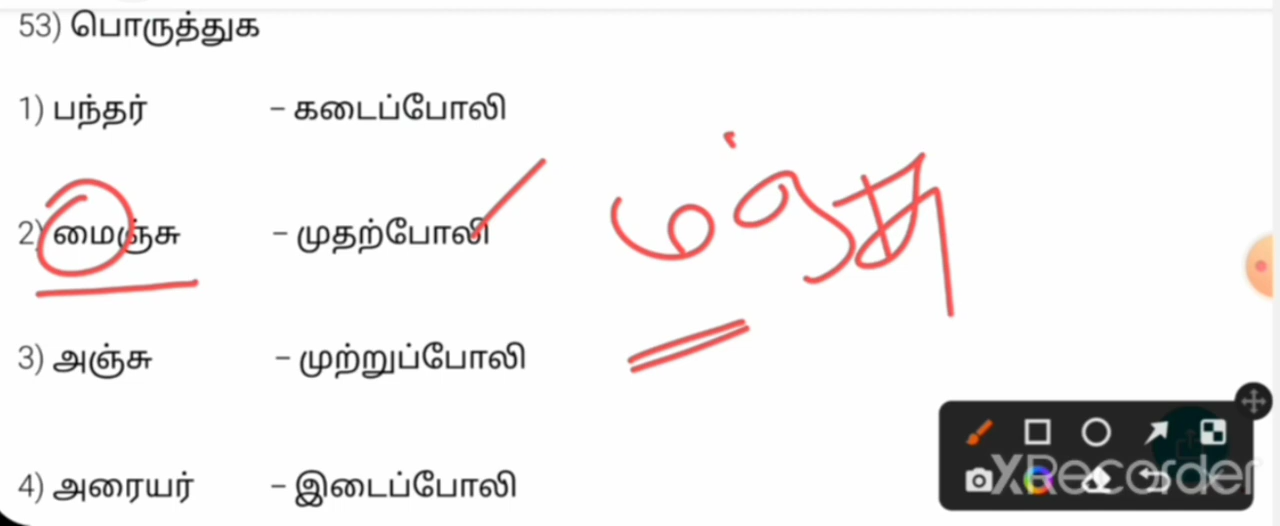 53) பொருத்துக
1) பந்தர் – கடைப்போலி
2) மைஞ்சு – முதற்போலி மஞ்சு
3) அஞ்சு – முற்றுப்போலி
4) அரையர் – இடைப்போலி
XRecorder